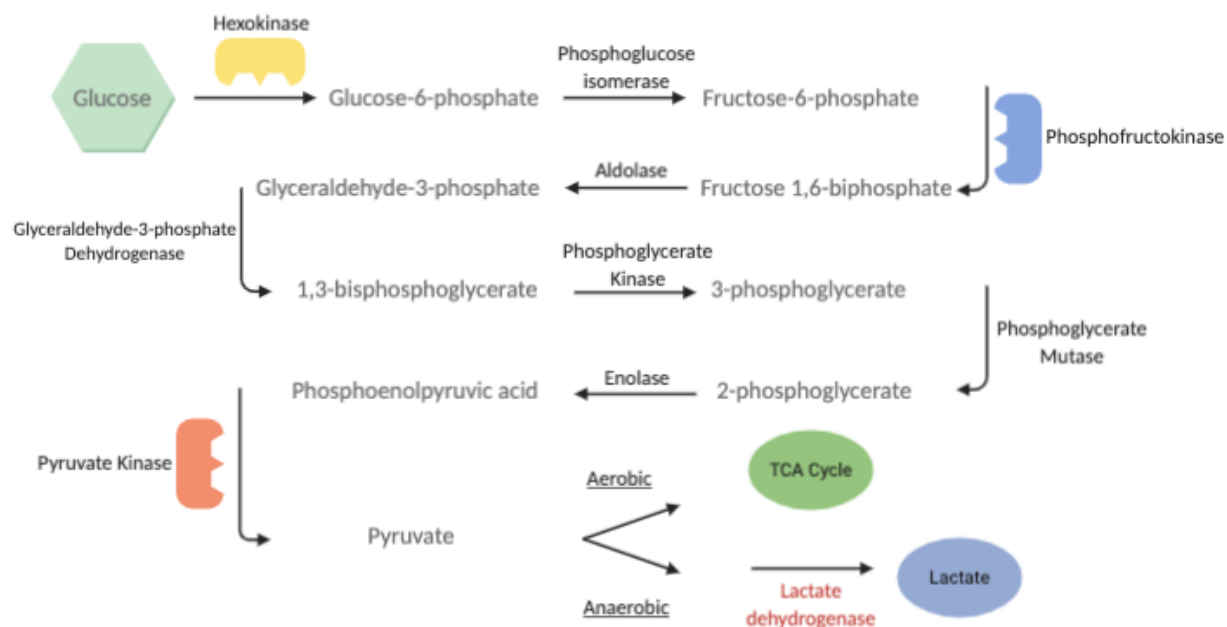 Hexokinase
Glucose
Glucose-6-phosphate
Phosphoglucose
isomerase
Fructose-6-phosphate
Phosphofructokinase
Glyceraldehyde-3-phosphate
Aldolase
Fructose 1,6-biphosphate
Glyceraldehyde-3-phosphate
Dehydrogenase
1,3-bisphosphoglycerate
Phosphoglycerate
Kinase
3-phosphoglycerate
Phosphoglycerate
Mutase
Phosphoenolpyruvic acid
Enolase
2-phosphoglycerate
Pyruvate Kinase
Pyruvate
Aerobic
TCA Cycle
Anaerobic
Lactate
dehydrogenase
Lactate